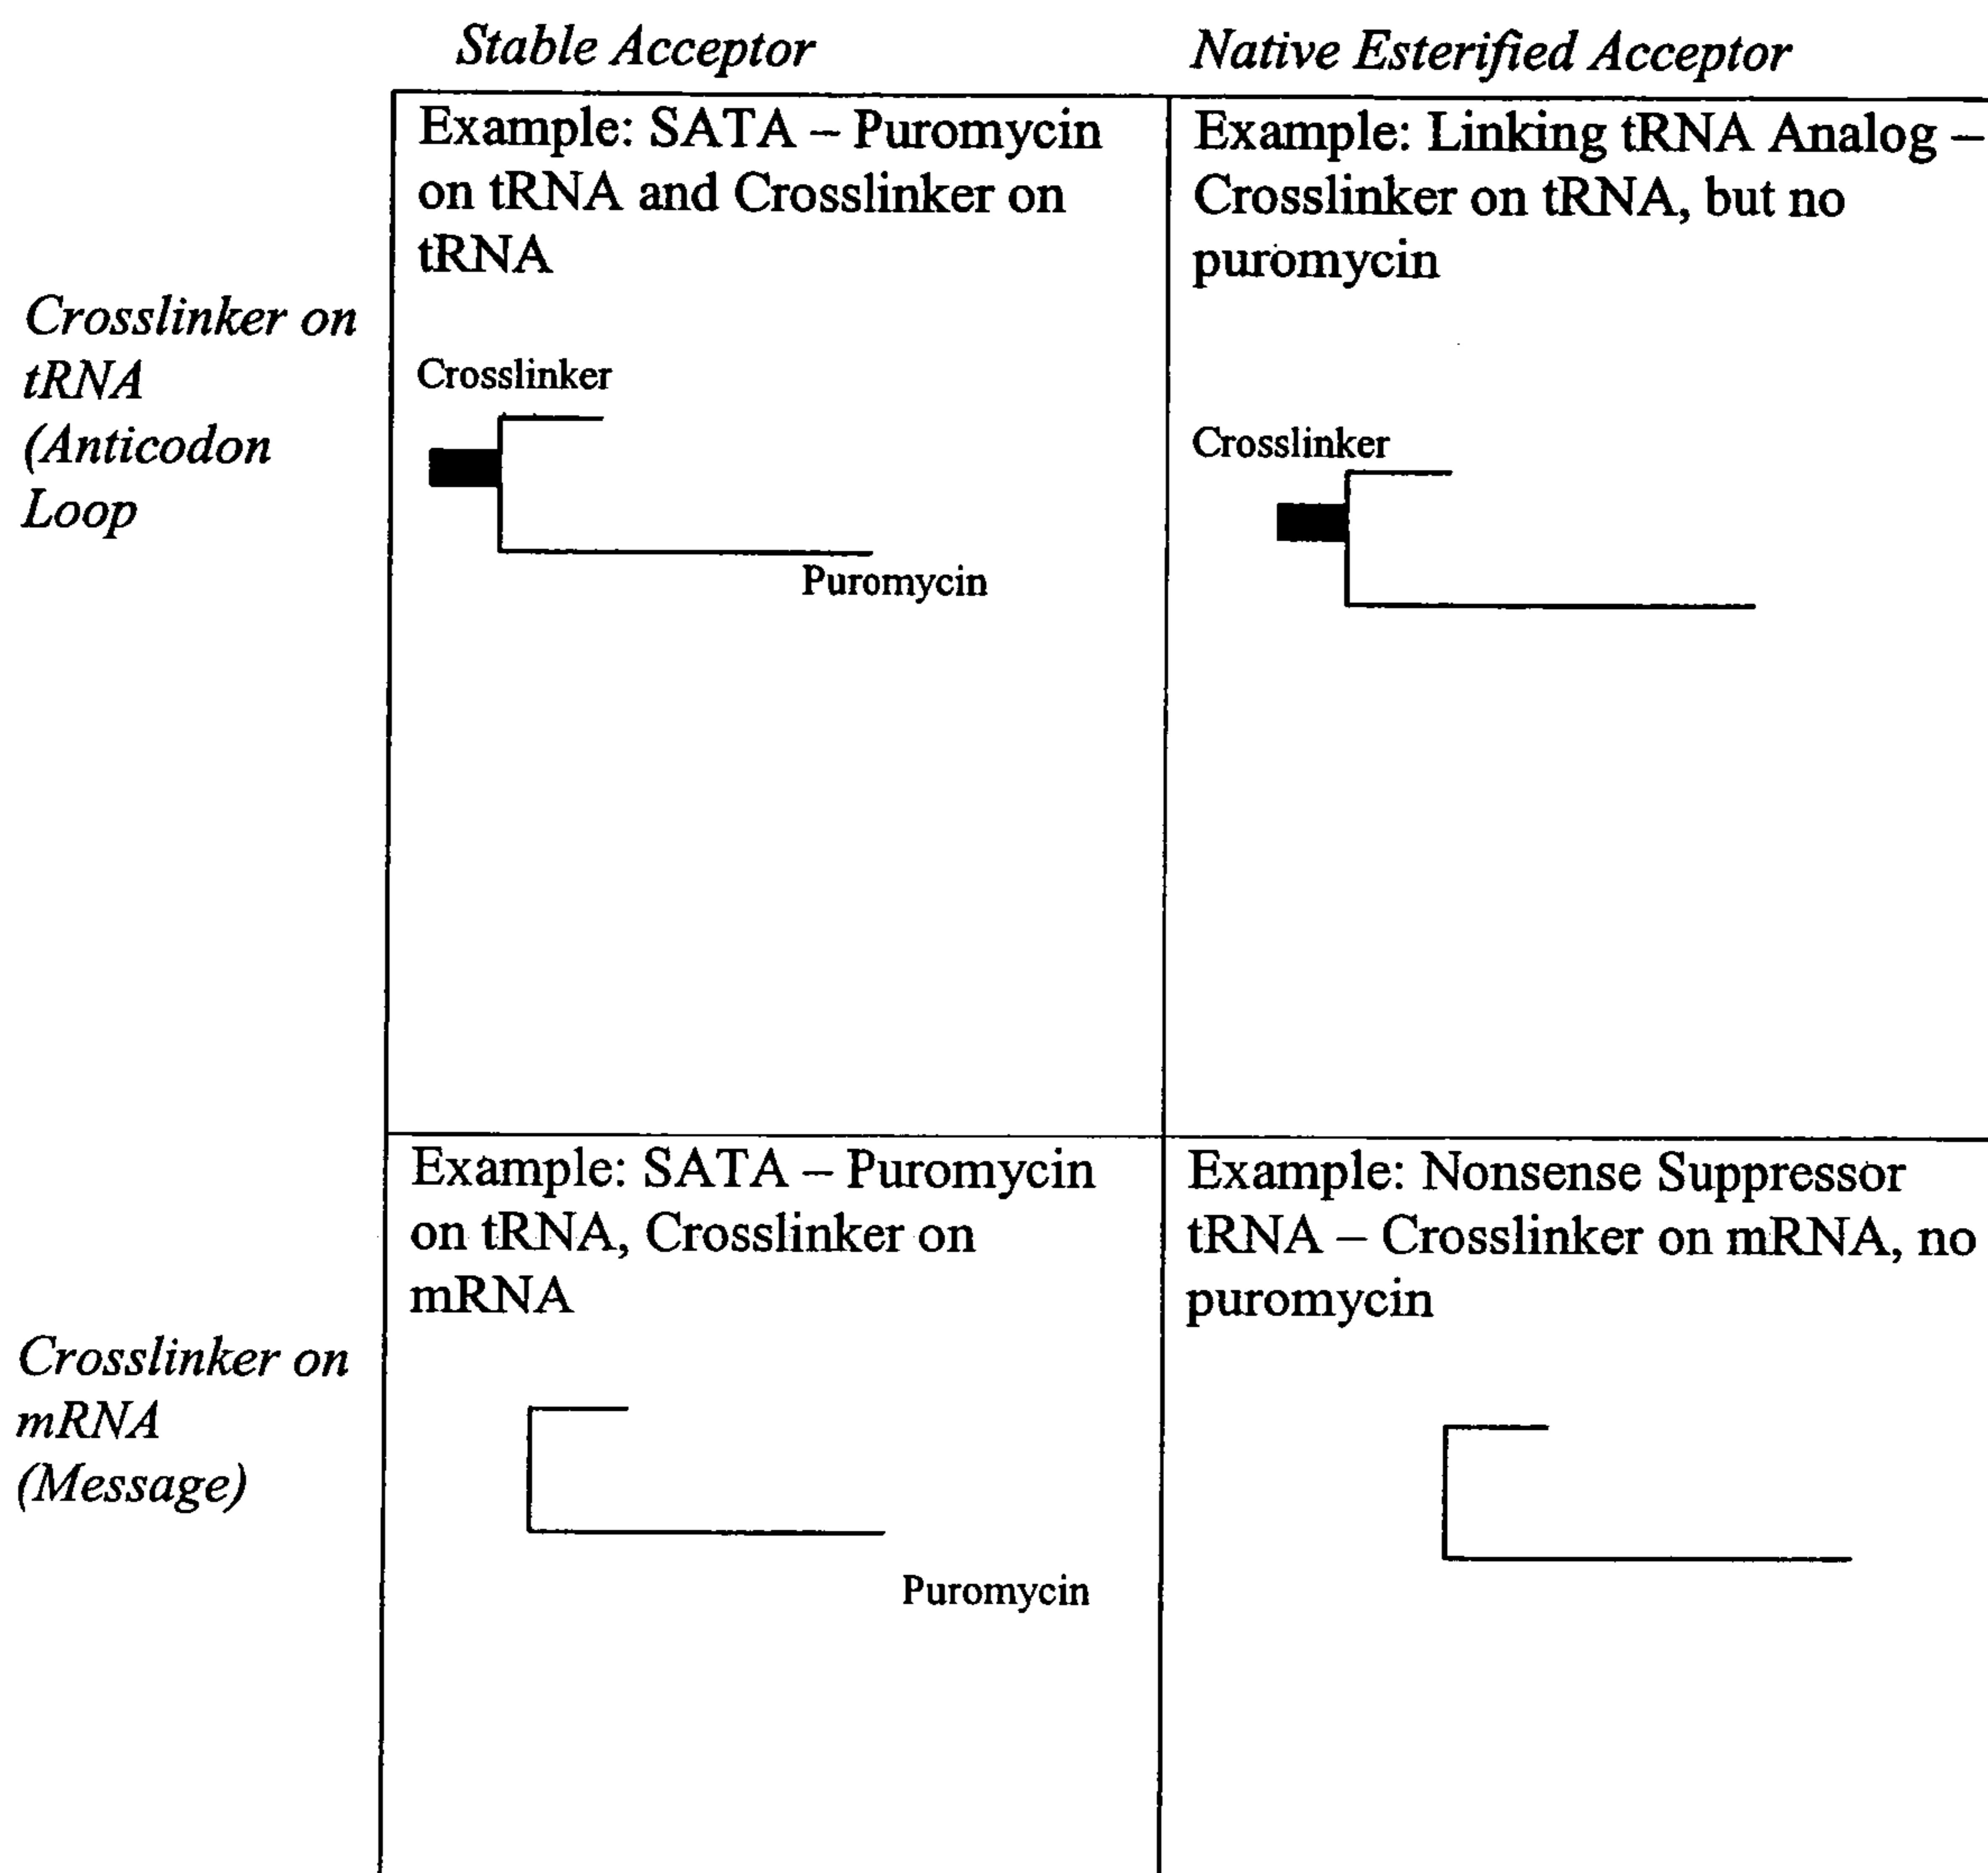 Stable Acceptor
Native Esterified Acceptor
Crosslinker on
tRNA
(Anticodon
Loop
Example: SATA – Puromycin
on tRNA and Crosslinker on
tRNA
Crosslinker
Puromycin
Example: Linking tRNA Analog –
Crosslinker on tRNA, but no
puromycin
Crosslinker
Crosslinker on
mRNA
(Message)
Example: SATA – Puromycin
on tRNA, Crosslinker on
mRNA
Puromycin
Example: Nonsense Suppressor
tRNA – Crosslinker on mRNA, no
puromycin